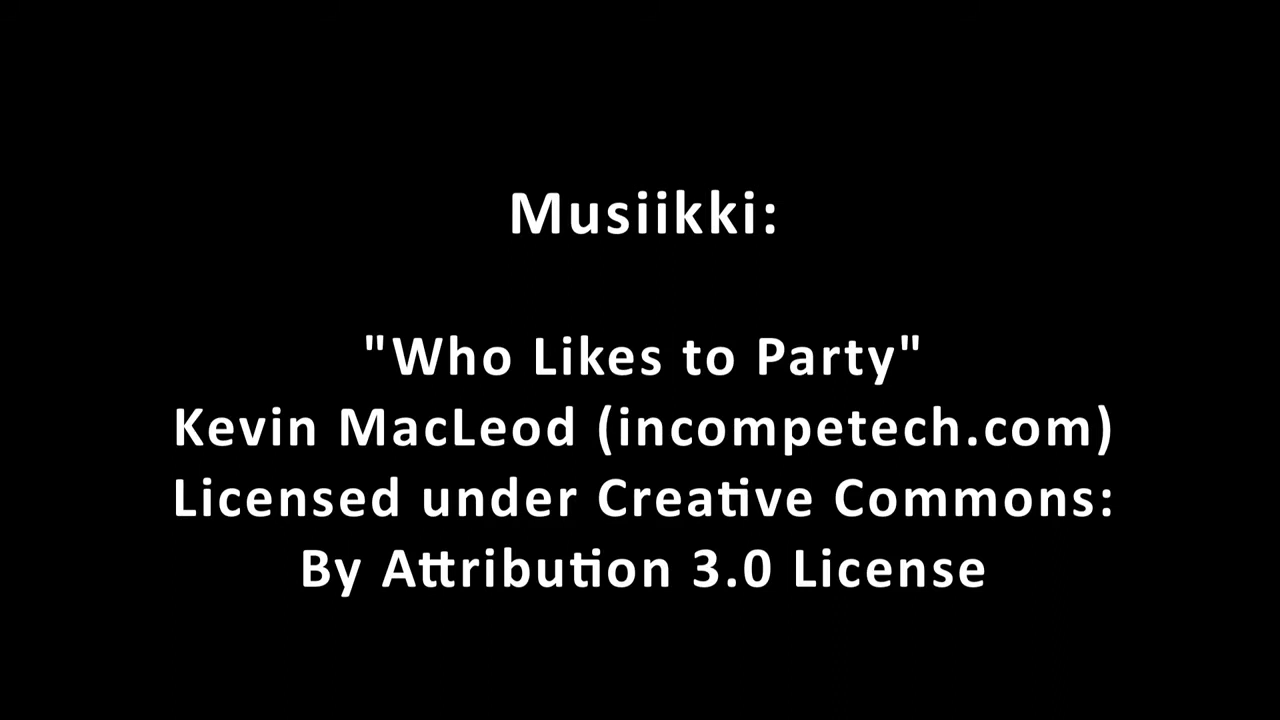 Musiikki:
"Who Likes to Party"
Kevin MacLeod (incompetech.com)
Licensed under Creative Commons:
By Attribution 3.0 License